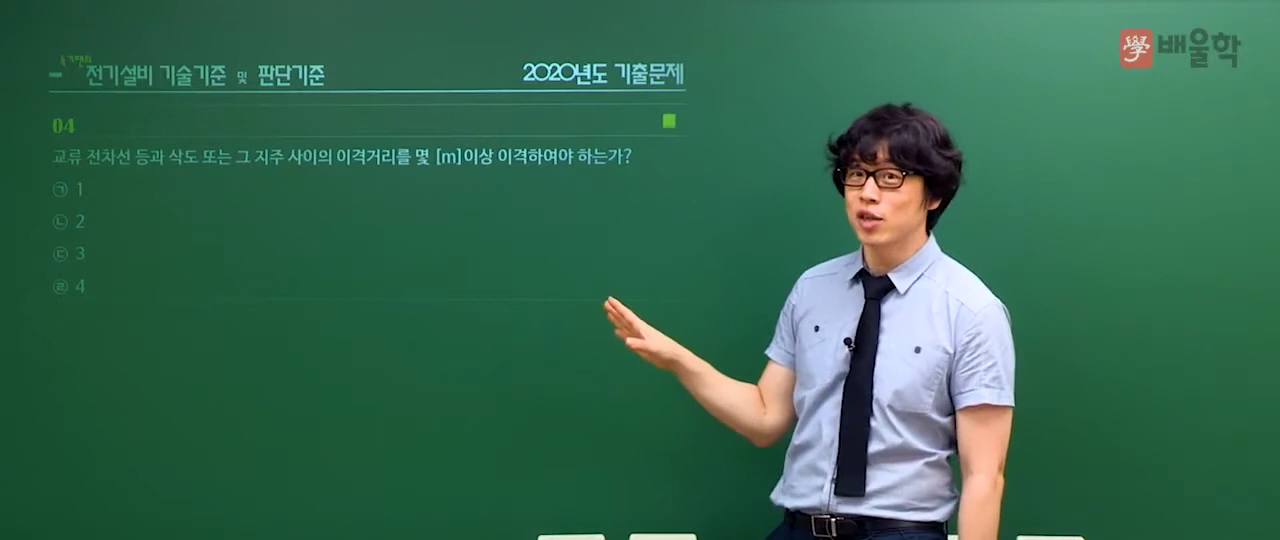 學 배울학
전기설비 기술기준 및 판단기준 2020년도 기출문제
04
교류 전차선 등과 삭도 또는 그 지주 사이의 이격거리를 몇 [m]이상 이격하여야 하는가?
㉠ 1
㉡ 2
㉢ 3
㉣ 4